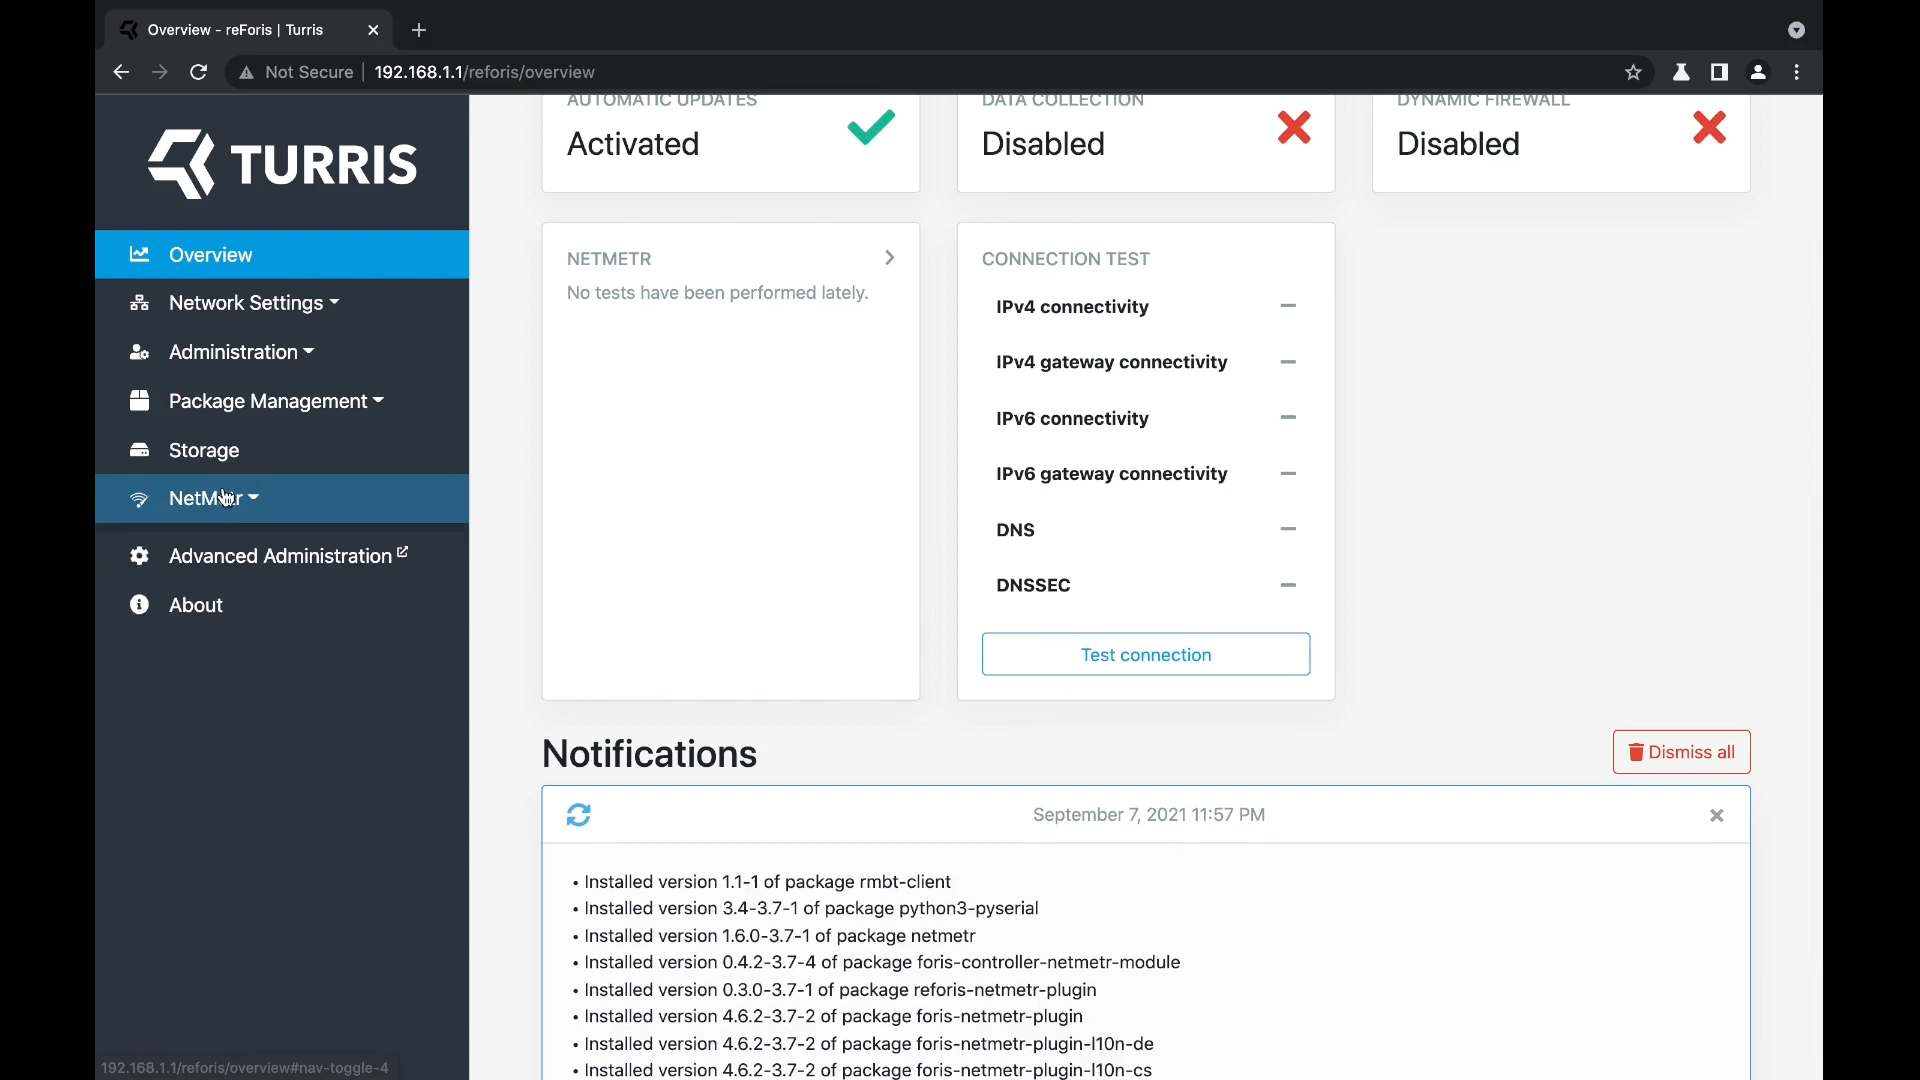 Overview - reForis | Turris
Not Secure
192.168.1.1/reforis/overview
TURRIS
Overview
Network Settings
Administration
Package Management
Storage
Advanced Administration
About
192.168.1.1/reforis/overview#nav-toggle-4
AUTOMATIC UPDATES
Activated
DATA COLLECTION
Disabled
DYNAMIC FIREWALL
Disabled
NETMETR
No tests have been performed lately.
CONNECTION TEST
IPv4 connectivity
IPv4 gateway connectivity
IPv6 connectivity
IPv6 gateway connectivity
DNS
DNSSEC
Test connection
Notifications
Dismiss all
September 7, 2021 11:57 PM
• Installed version 1.1-1 of package rmbt-client
• Installed version 3.4-3.7-1 of package python3-pyserial
• Installed version 1.6.0-3.7-1 of package netmetr
• Installed version 0.4.2-3.7-4 of package foris-controller-netmetr-module
• Installed version 0.3.0-3.7-1 of package reforis-netmetr-plugin
• Installed version 4.6.2-3.7-2 of package foris-netmetr-plugin
• Installed version 4.6.2-3.7-2 of package foris-netmetr-plugin-l10n-de
• Installed version 4.6.2-3.7-2 of package foris-netmetr-plugin-l10n-cs